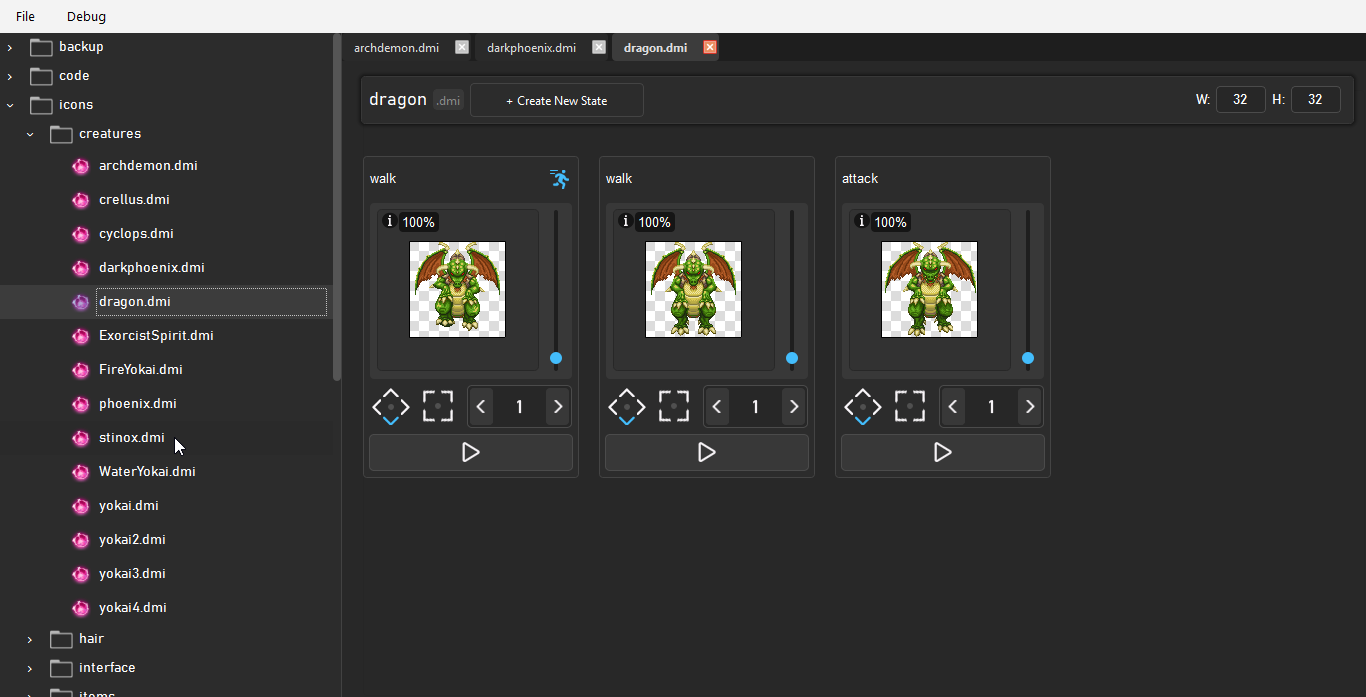 File Debug
backup
code
icons
creatures
archdemon.dmi
crellus.dmi
cyclops.dmi
darkphoenix.dmi
dragon.dmi
ExorcistSpirit.dmi
FireYokai.dmi
phoenix.dmi
stinox.dmi
WaterYokai.dmi
yokai.dmi
yokai2.dmi
yokai3.dmi
yokai4.dmi
hair
interface
items
archdemon.dmi darkphoenix.dmi dragon.dmi
dragon .dmi + Create New State W: 32 H: 32
walk
100%
1
walk
100%
1
attack
100%
1